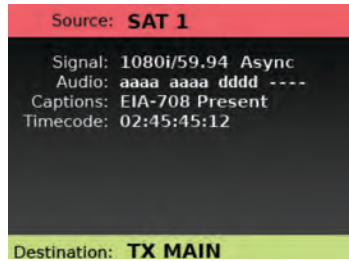 Source: SAT 1
Signal: 1080i/59.94 Async
Audio: aaaa aaaa dddd ----
Captions: EIA-708 Present
Timecode: 02:45:45:12
Destination: TX MAIN